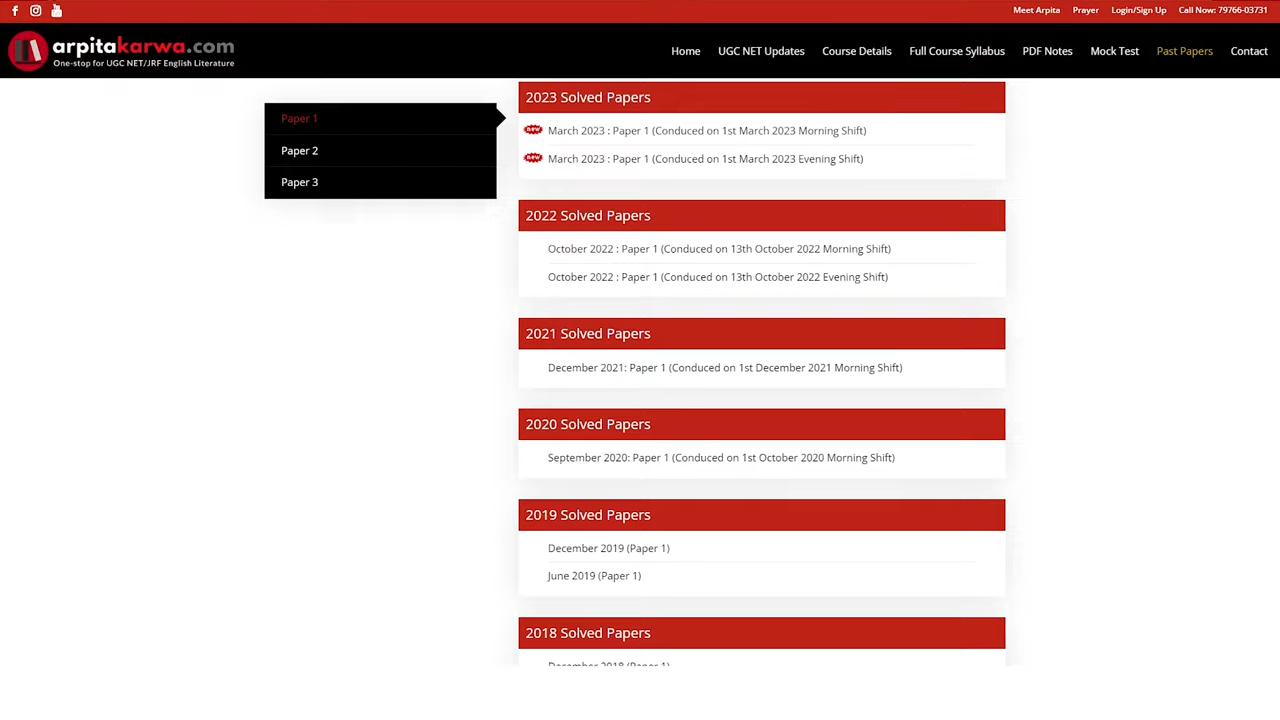 Meet Arpita Prayer Login/Sign Up Call Now: 79766-03731
arpitakarwa.com
One-stop for UGC NET/JRF English Literature
Home UGC NET Updates Course Details Full Course Syllabus PDF Notes Mock Test Past Papers Contact
Paper 1
Paper 2
Paper 3
2023 Solved Papers
new March 2023 : Paper 1 (Conduced on 1st March 2023 Morning Shift)
new March 2023 : Paper 1 (Conduced on 1st March 2023 Evening Shift)
2022 Solved Papers
October 2022 : Paper 1 (Conduced on 13th October 2022 Morning Shift)
October 2022 : Paper 1 (Conduced on 13th October 2022 Evening Shift)
2021 Solved Papers
December 2021: Paper 1 (Conduced on 1st December 2021 Morning Shift)
2020 Solved Papers
September 2020: Paper 1 (Conduced on 1st October 2020 Morning Shift)
2019 Solved Papers
December 2019 (Paper 1)
June 2019 (Paper 1)
2018 Solved Papers
December 2018 (Paper 1)